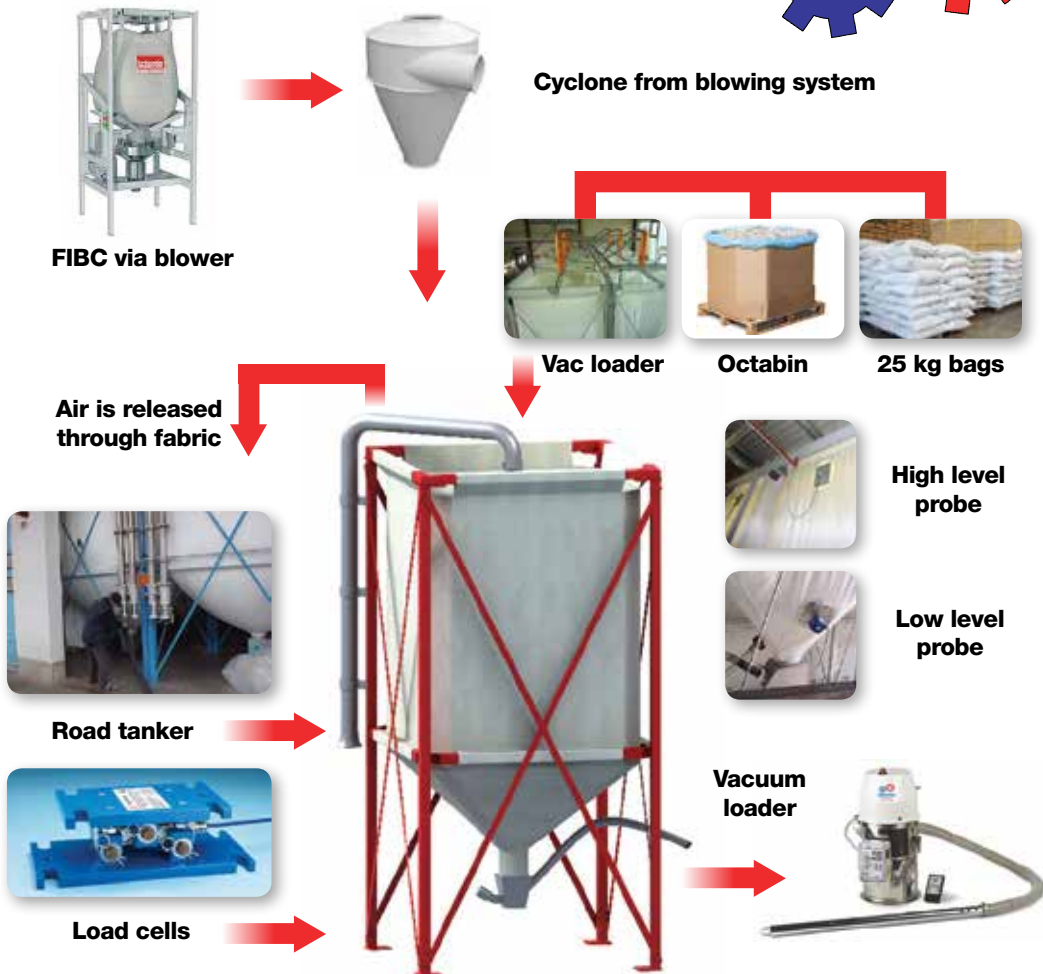 Cyclone from blowing system
FIBC via blower
Vac loader
Octabin
25 kg bags
Air is released
through fabric
High level
probe
Low level
probe
Road tanker
Vacuum
loader
Load cells